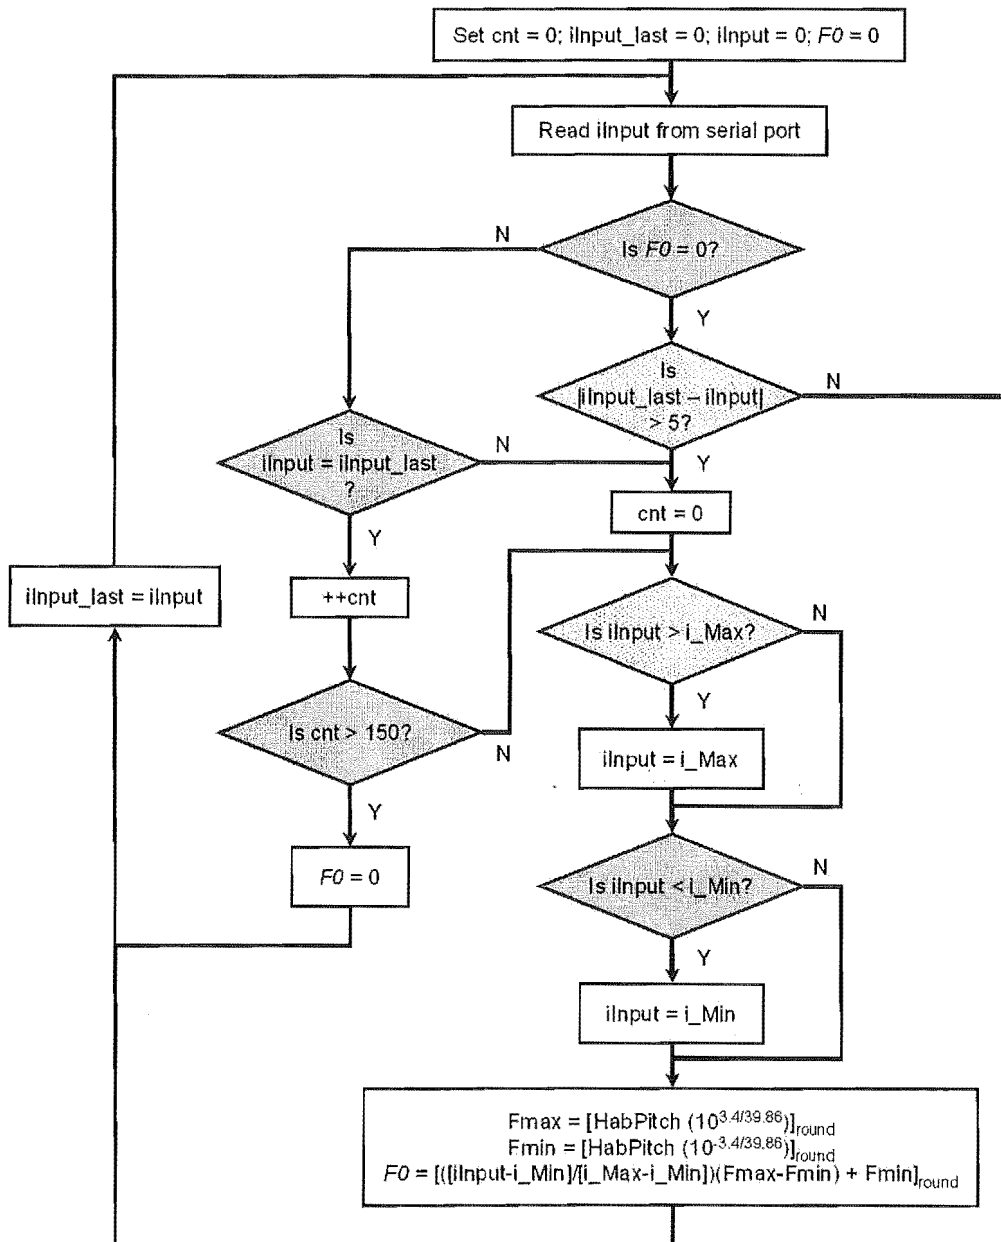 Set cnt = 0; iInput_last = 0; iInput = 0; F0 = 0
Read iInput from serial port
Is F0 = 0?
N
Y
Is
|iInput_last – iInput|
> 5?
N
Y
Is
iInput = iInput_last
?
N
Y
cnt = 0
iInput_last = iInput
++cnt
Is iInput > i_Max?
N
Y
Is cnt > 150?
N
Y
iInput = i_Max
F0 = 0
Is iInput < i_Min?
N
Y
iInput = i_Min
Fmax = [HabPitch (10^3.4/39.86)]round
Fmin = [HabPitch (10^-3.4/39.86)]round
F0 = [([iInput-i_Min]/[i_Max-i_Min])(Fmax-Fmin) + Fmin]round